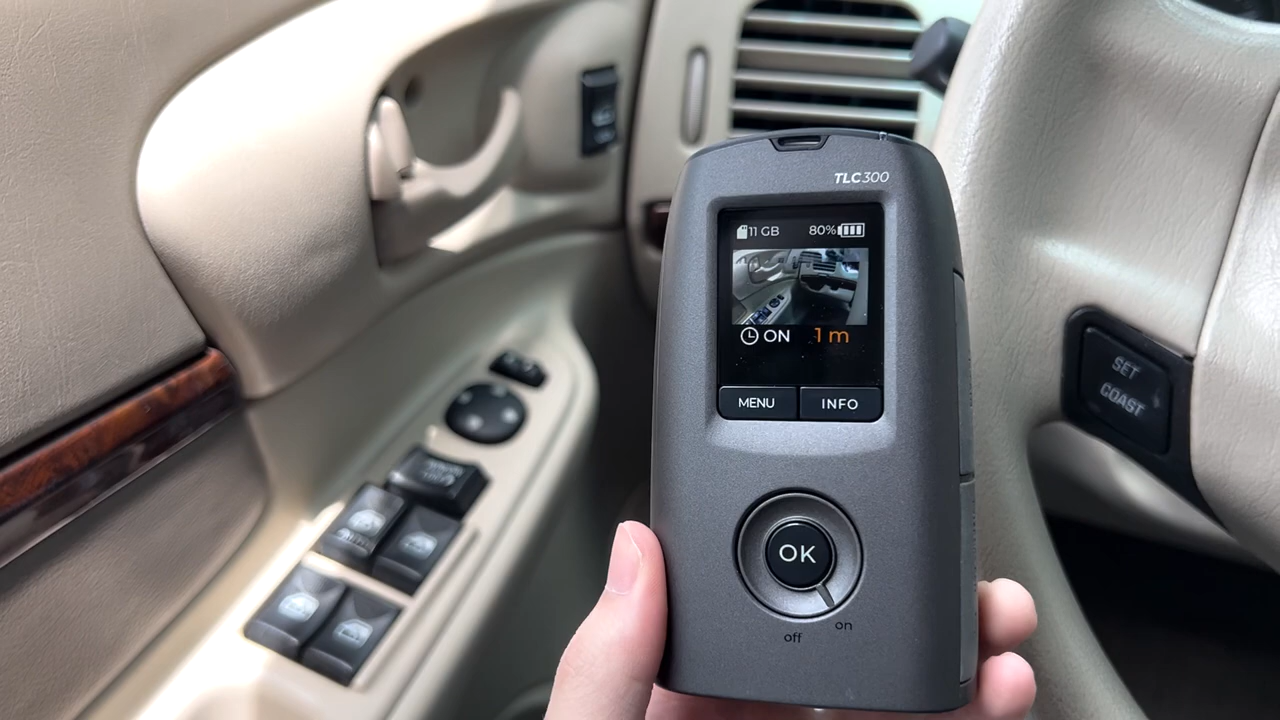 TLC300
11 GB 80%
ON 1 m
MENU INFO
OK
on
off
SET
COAST